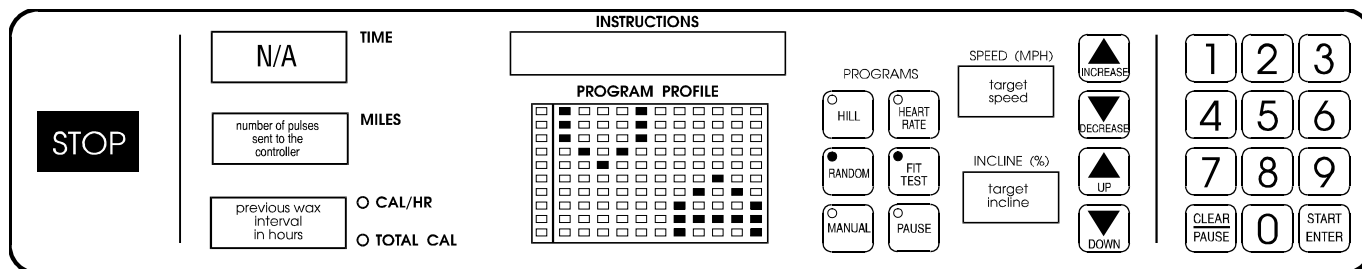 STOP
N/A
TIME
number of pulses
sent to the
controller
MILES
previous wax
interval
in hours
CAL/HR
TOTAL CAL
INSTRUCTIONS
PROGRAM PROFILE
PROGRAMS
HILL
HEART
RATE
RANDOM
FIT
TEST
MANUAL
PAUSE
SPEED (MPH)
target
speed
INCLINE (%)
target
incline
INCREASE
DECREASE
UP
DOWN
1 2 3
4 5 6
7 8 9
CLEAR
PAUSE
0
START
ENTER